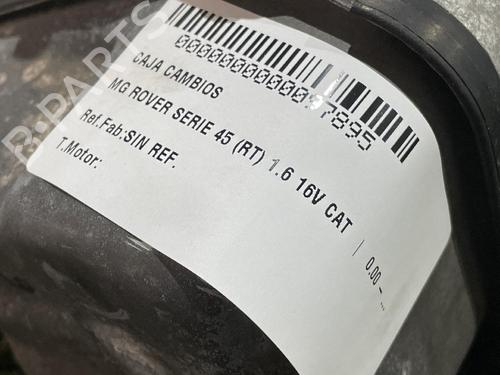 000000000097895
CAJA CAMBIOS
MG ROVER SERIE 45 (RT) 1.6 16V CAT | 0.00 - ...
Ref.Fab:SIN REF.
T.Motor:
R-PARTS